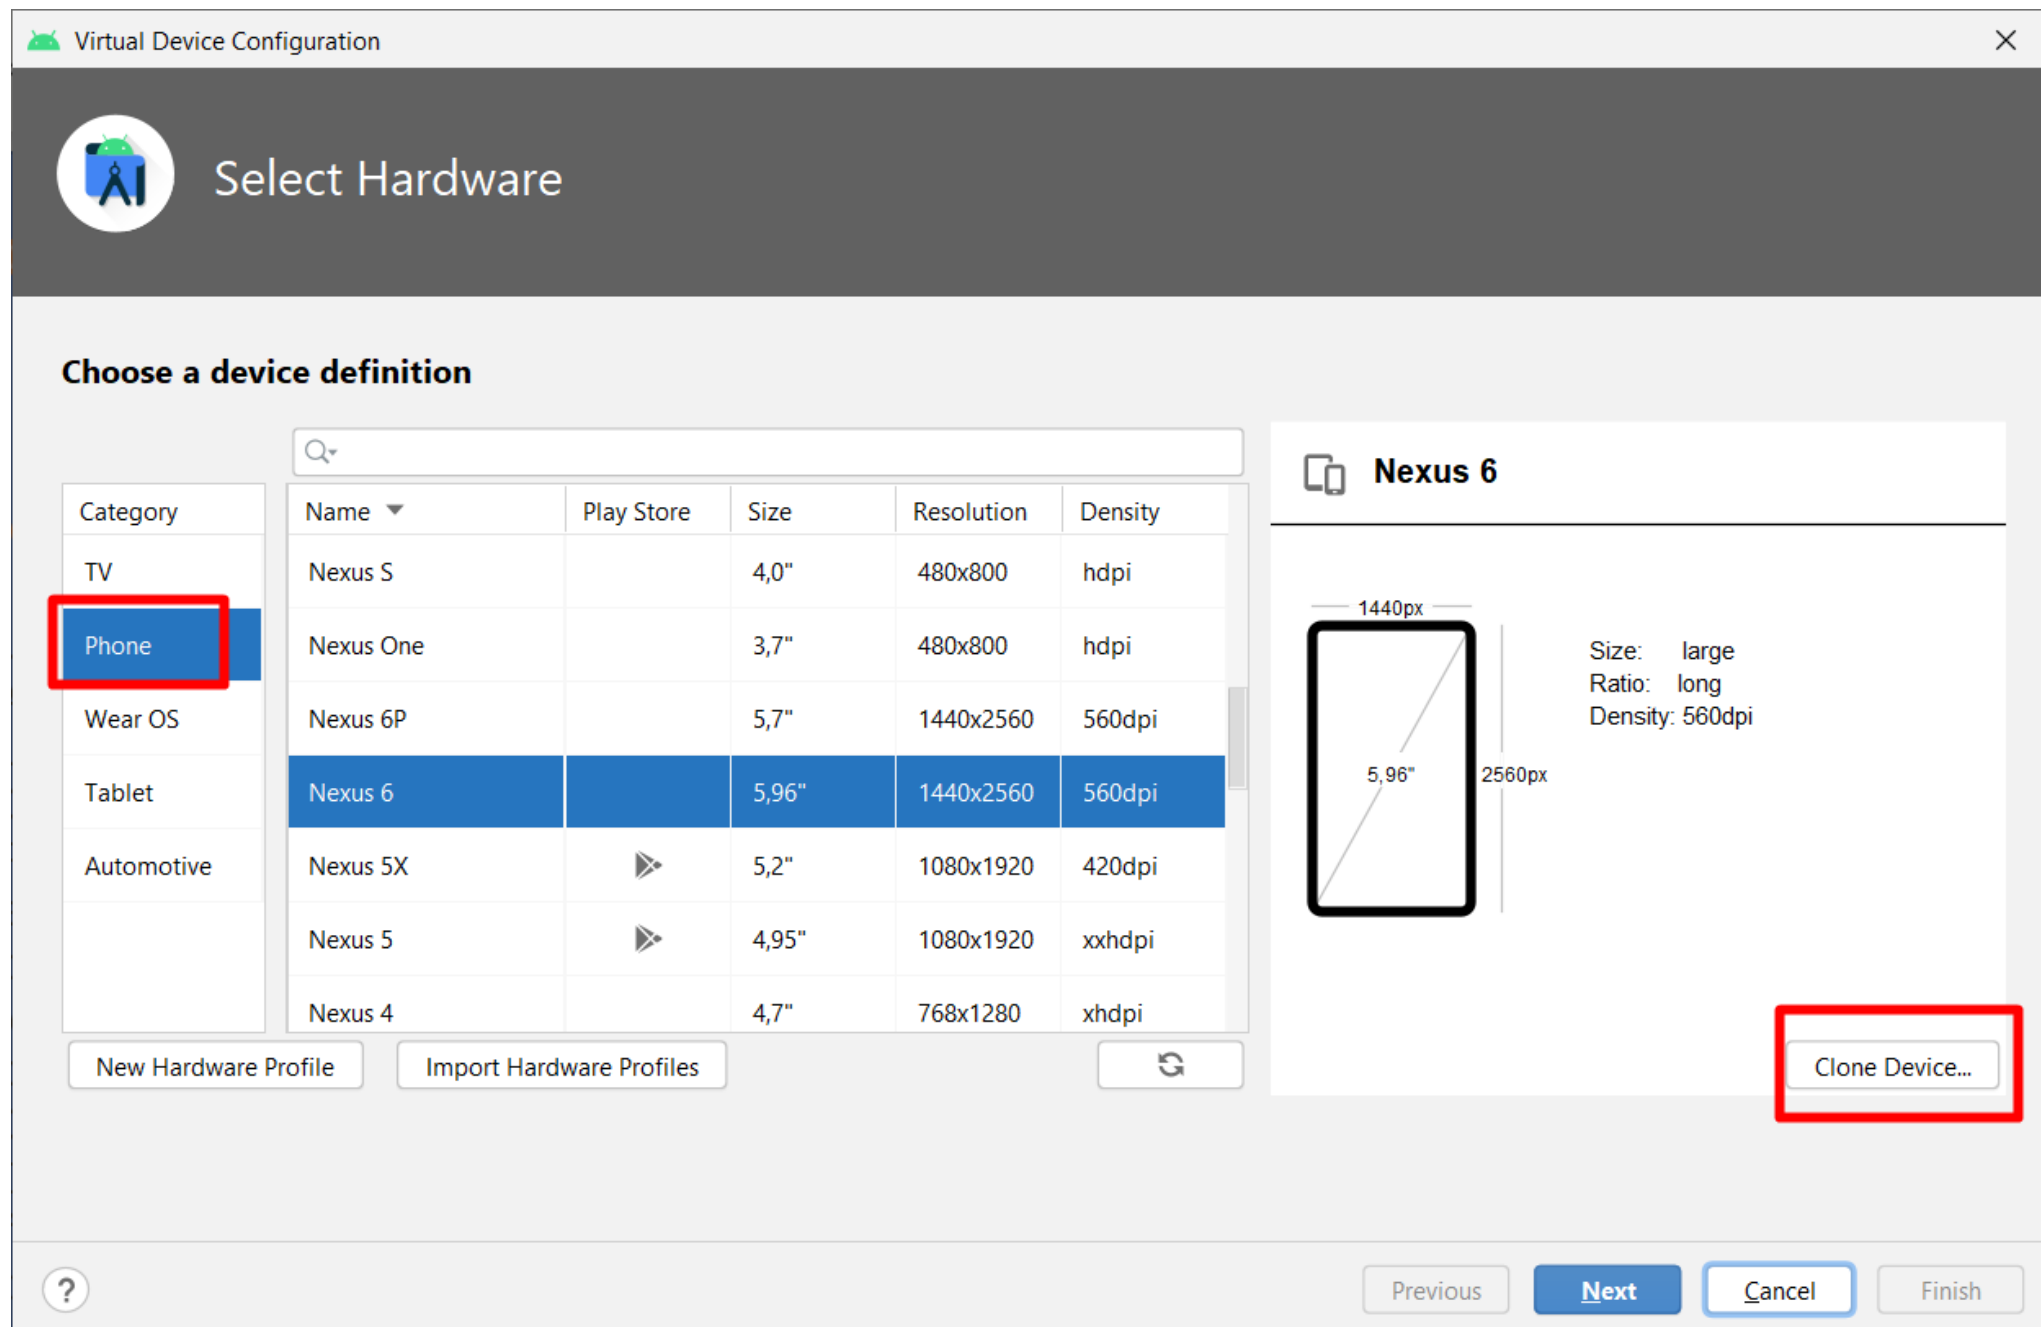 Virtual Device Configuration
Select Hardware
Choose a device definition
Category
TV
Phone
Wear OS
Tablet
Automotive
Name Play Store Size Resolution Density
Nexus S 4,0" 480x800 hdpi
Nexus One 3,7" 480x800 hdpi
Nexus 6P 5,7" 1440x2560 560dpi
Nexus 6 5,96" 1440x2560 560dpi
Nexus 5X 5,2" 1080x1920 420dpi
Nexus 5 4,95" 1080x1920 xxhdpi
Nexus 4 4,7" 768x1280 xhdpi
New Hardware Profile Import Hardware Profiles
Nexus 6
1440px
5,96"
2560px
Size: large
Ratio: long
Density: 560dpi
Clone Device...
? Previous Next Cancel Finish